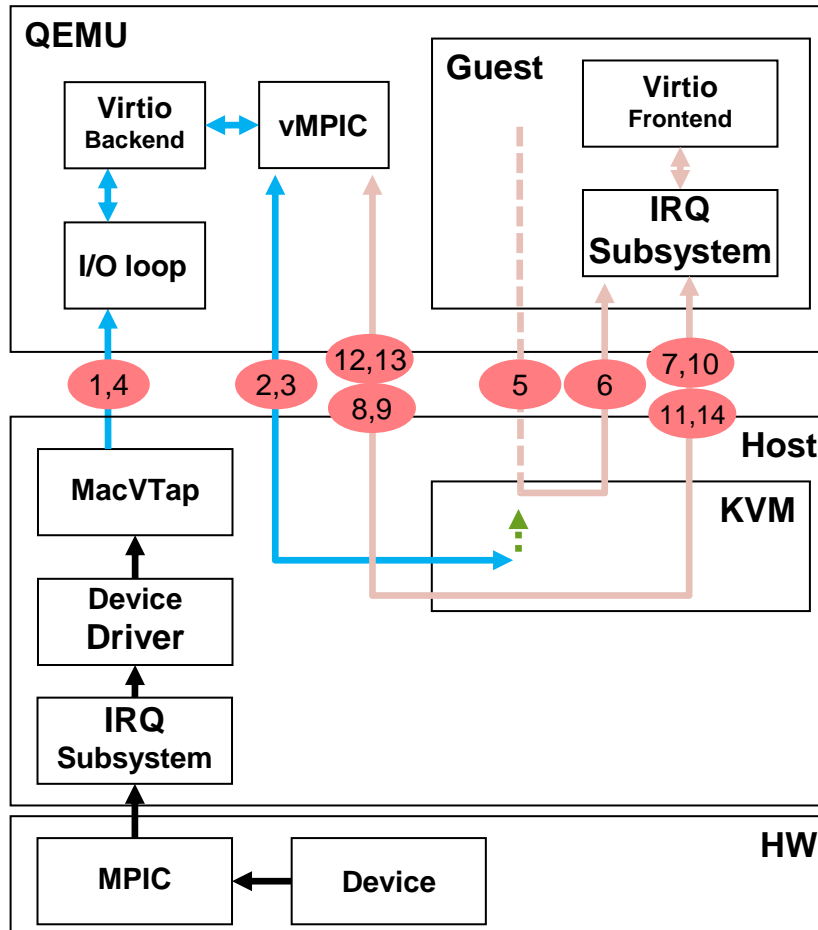 QEMU
Guest
Virtio
Backend
vMPIC
Virtio
Frontend
I/O loop
IRQ
Subsystem
1,4
2,3
12,13
8,9
5
6
7,10
11,14
Host
MacVTap
KVM
Device
Driver
IRQ
Subsystem
HW
MPIC
Device